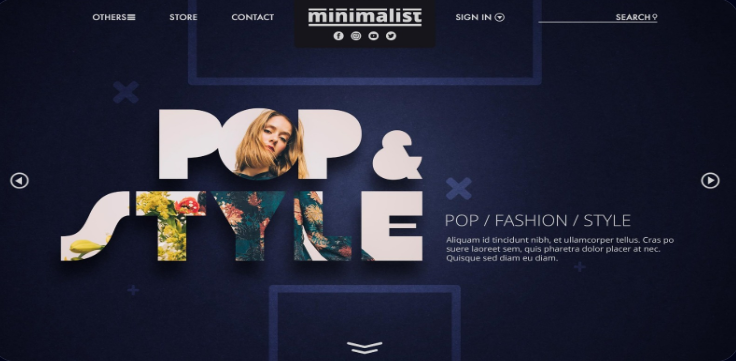 OTHERS
STORE
CONTACT
minimalist
SIGN IN
SEARCH
POP &
STYLE
POP / FASHION / STYLE
Aliquam id tincidunt nibh, et ullamcorper tellus. Cras po
suere laoreet sem, quis pharetra dolor placer at nec.
Quisque sed diam eu diam.